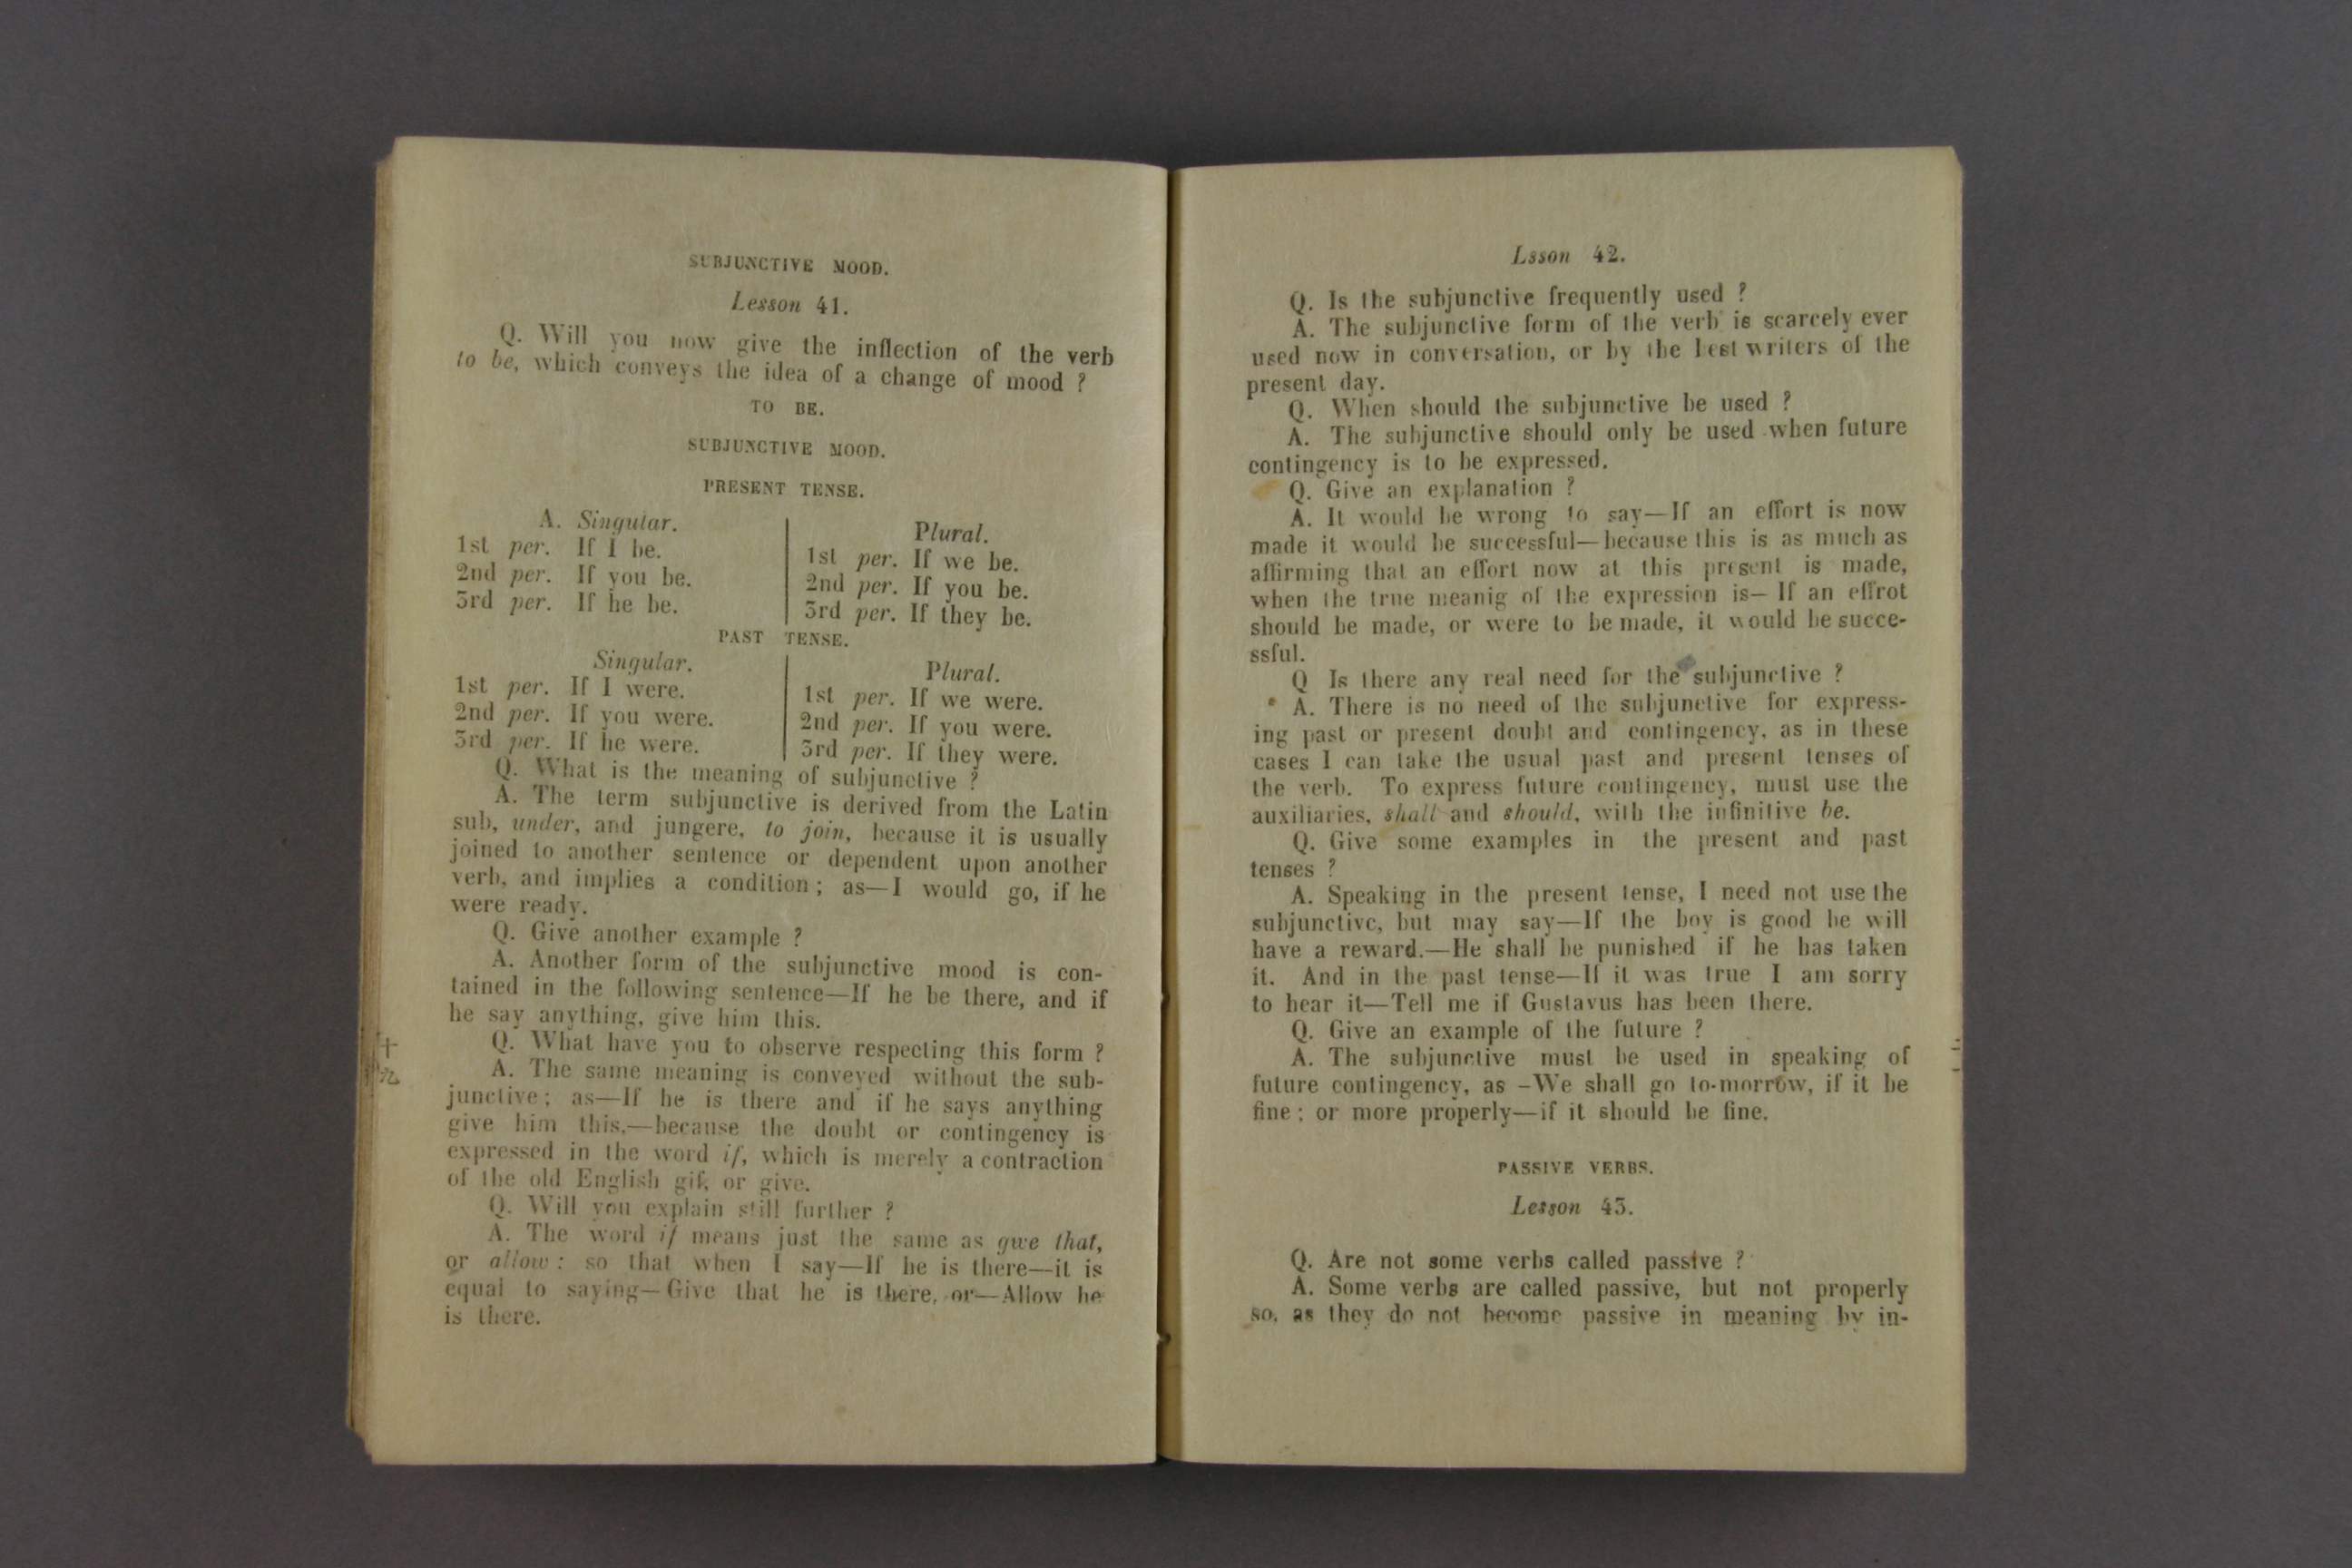 SUBJUNCTIVE MOOD.
Lesson 41.
Q. Will you now give the inflection of the verb
to be, which conveys the idea of a change of mood ?
TO BE.
SUBJUNCTIVE MOOD.
PRESENT TENSE.
A. Singular.
1st per. If I be.
2nd per. If you be.
3rd per. If he be.
Plural.
1st per. If we be.
2nd per. If you be.
3rd per. If they be.
PAST TENSE.
Singular.
1st per. If I were.
2nd per. If you were.
3rd per. If he were.
Plural.
1st per. If we were.
2nd per. If you were.
3rd per. If they were.
Q. What is the meaning of subjunctive ?
A. The term subjunctive is derived from the Latin
sub, under, and jungere, to join, because it is usually
joined to another sentence or dependent upon another
verb, and implies a condition; as—I would go, if he
were ready.
Q. Give another example ?
A. Another form of the subjunctive mood is con-
tained in the following sentence—If he be there, and if
he say anything, give him this.
Q. What have you to observe respecting this form ?
A. The same meaning is conveyed without the sub-
junctive; as—If he is there and if he says anything
give him this,—because the doubt or contingency is
expressed in the word if, which is merely a contraction
of the old English gif, or give.
Q. Will you explain still further ?
A. The word if means just the same as give that,
or allow: so that when I say—If he is there—it is
equal to saying—Give that he is there, or—Allow he
is there.
十九
Lsson 42.
Q. Is the subjunctive frequently used ?
A. The subjunctive form of the verb is scarcely ever
used now in conversation, or by the best writers of the
present day.
Q. When should the subjunctive be used ?
A. The subjunctive should only be used when future
contingency is to be expressed.
Q. Give an explanation ?
A. It would be wrong to say—If an effort is now
made it would be successful—because this is as much as
affirming that an effort now at this present is made,
when the true meanig of the expression is—If an effrot
should be made, or were to be made, it would be succe-
ssful.
Q Is there any real need for the subjunctive ?
A. There is no need of the subjunctive for express-
ing past or present doubt and contingency, as in these
cases I can take the usual past and present tenses of
the verb. To express future contingency, must use the
auxiliaries, shall and should, with the infinitive be.
Q. Give some examples in the present and past
tenses ?
A. Speaking in the present tense, I need not use the
subjunctive, but may say—If the boy is good he will
have a reward.—He shall be punished if he has taken
it. And in the past tense—If it was true I am sorry
to hear it—Tell me if Gustavus has been there.
Q. Give an example of the future ?
A. The subjunctive must be used in speaking of
future contingency, as –We shall go to-morrow, if it be
fine; or more properly—if it should be fine.
PASSIVE VERBS.
Lesson 43.
Q. Are not some verbs called passive ?
A. Some verbs are called passive, but not properly
so, as they do not become passive in meaning by in-